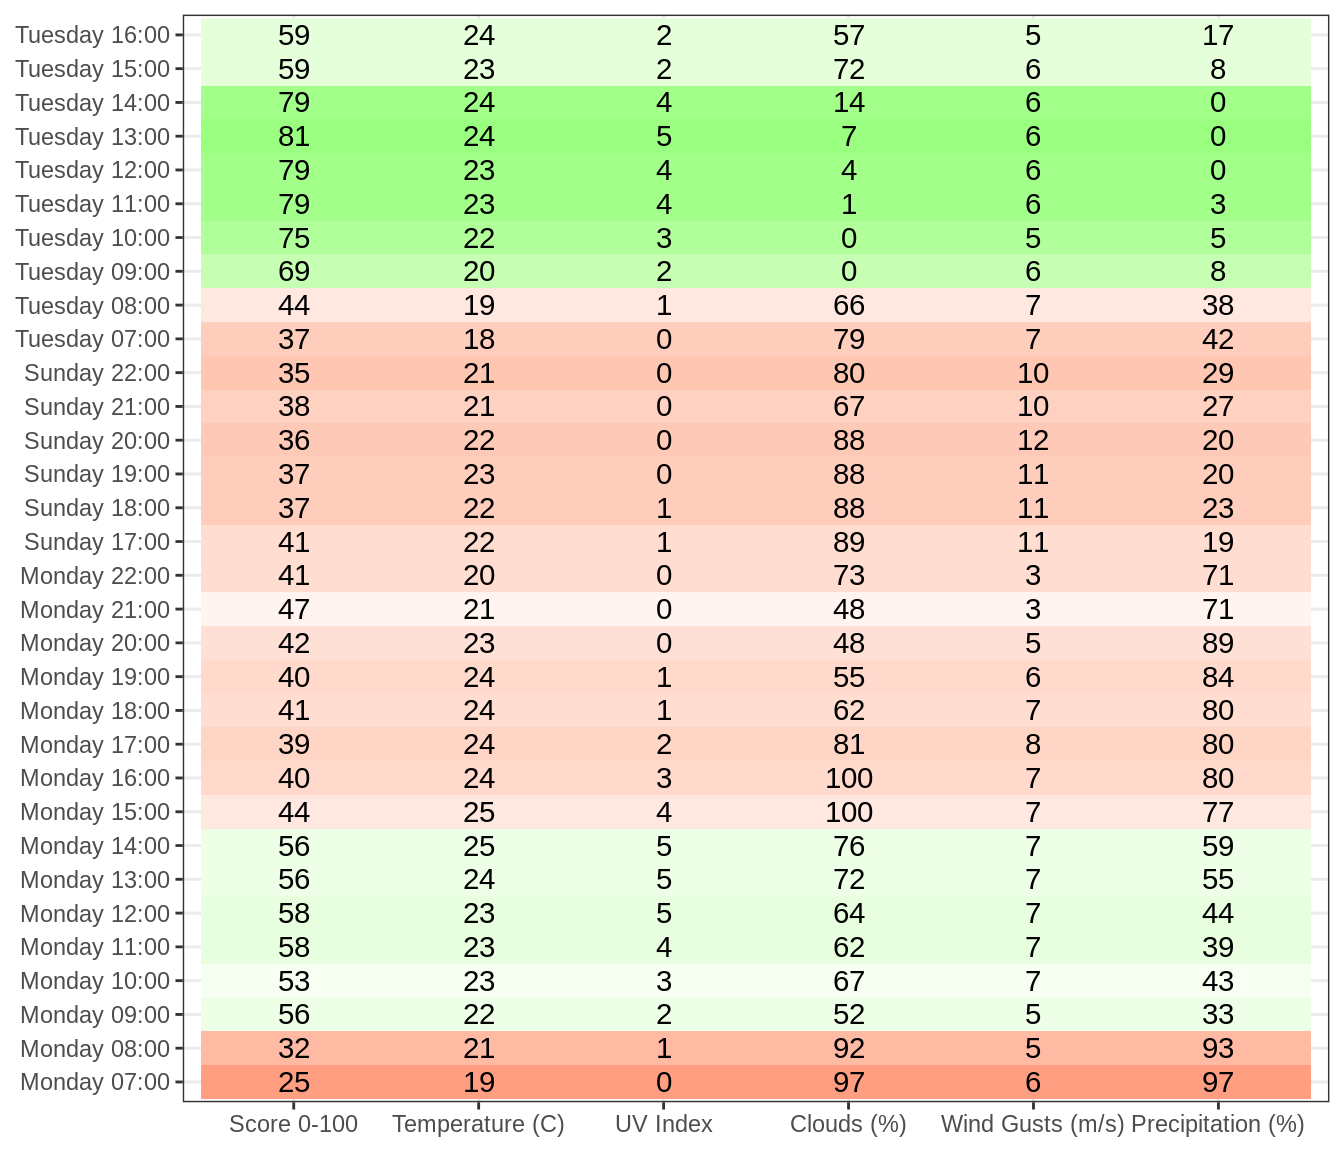 Tuesday 16:00 59 24 2 57 5 17
Tuesday 15:00 59 23 2 72 6 8
Tuesday 14:00 79 24 4 14 6 0
Tuesday 13:00 81 24 5 7 6 0
Tuesday 12:00 79 23 4 4 6 0
Tuesday 11:00 79 23 4 1 6 3
Tuesday 10:00 75 22 3 0 5 5
Tuesday 09:00 69 20 2 0 6 8
Tuesday 08:00 44 19 1 66 7 38
Tuesday 07:00 37 18 0 79 7 42
Sunday 22:00 35 21 0 80 10 29
Sunday 21:00 38 21 0 67 10 27
Sunday 20:00 36 22 0 88 12 20
Sunday 19:00 37 23 0 88 11 20
Sunday 18:00 37 22 1 88 11 23
Sunday 17:00 41 22 1 89 11 19
Monday 22:00 41 20 0 73 3 71
Monday 21:00 47 21 0 48 3 71
Monday 20:00 42 23 0 48 5 89
Monday 19:00 40 24 1 55 6 84
Monday 18:00 41 24 1 62 7 80
Monday 17:00 39 24 2 81 8 80
Monday 16:00 40 24 3 100 7 80
Monday 15:00 44 25 4 100 7 77
Monday 14:00 56 25 5 76 7 59
Monday 13:00 56 24 5 72 7 55
Monday 12:00 58 23 5 64 7 44
Monday 11:00 58 23 4 62 7 39
Monday 10:00 53 23 3 67 7 43
Monday 09:00 56 22 2 52 5 33
Monday 08:00 32 21 1 92 5 93
Monday 07:00 25 19 0 97 6 97
Score 0-100 Temperature (C) UV Index Clouds (%) Wind Gusts (m/s) Precipitation (%)